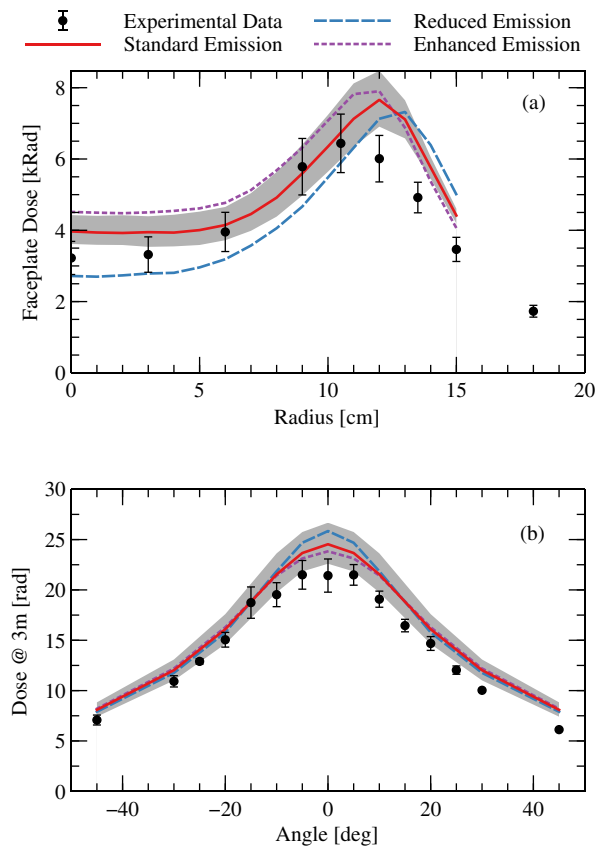 Experimental Data
Reduced Emission
Standard Emission
Enhanced Emission
(a)
Faceplate Dose [kRad]
8
6
4
2
0
0 5 10 15 20
Radius [cm]
(b)
Dose @ 3m [rad]
30
25
20
15
10
5
0
−40 −20 0 20 40
Angle [deg]